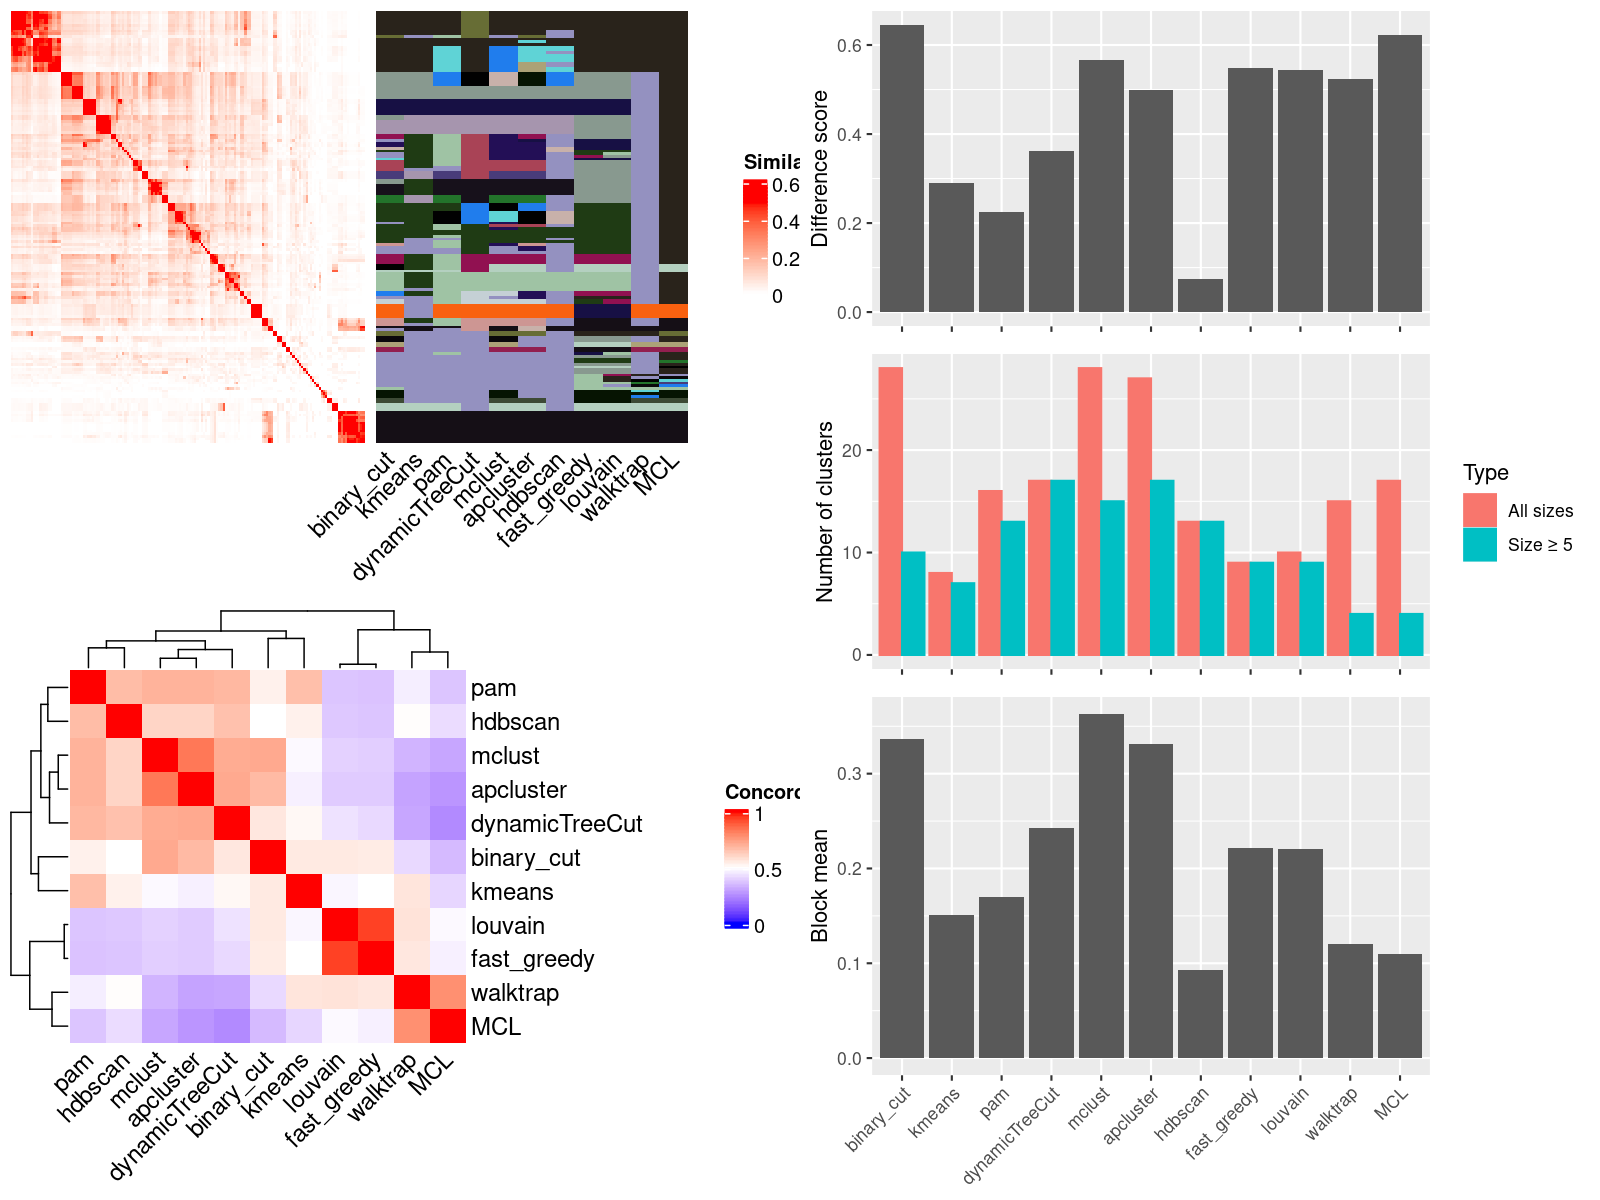 Simila
0.6
0.4
0.2
0
binary_cut
kmeans
pam
dynamicTreeCut
mclust
apcluster
hdbscan
fast_greedy
louvain
walktrap
MCL
Difference score
0.6
0.4
0.2
0.0
Number of clusters
20
10
0
Type
All sizes
Size ≥ 5
pam
hdbscan
mclust
apcluster
dynamicTreeCut
binary_cut
kmeans
louvain
fast_greedy
walktrap
MCL
pam
hdbscan
mclust
apcluster
dynamicTreeCut
binary_cut
kmeans
louvain
fast_greedy
walktrap
MCL
Concord
1
0.5
0
Block mean
0.3
0.2
0.1
0.0
binary_cut
kmeans
pam
dynamicTreeCut
mclust
apcluster
hdbscan
fast_greedy
louvain
walktrap
MCL